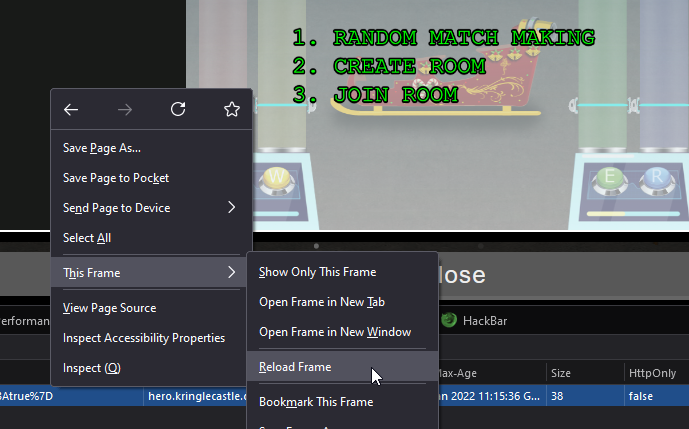 1. RANDOM MATCH MAKING
2. CREATE ROOM
3. JOIN ROOM
Save Page As...
Save Page to Pocket
Send Page to Device
Select All
This Frame
View Page Source
Inspect Accessibility Properties
Inspect (Q)
Show Only This Frame
Open Frame in New Tab
Open Frame in New Window
Reload Frame
Bookmark This Frame
W
E R
lose
erforman
HackBar
Max-Age Size HttpOnly
Atrue%7D hero.kringlecastle.c n 2022 11:15:36 G... 38 false